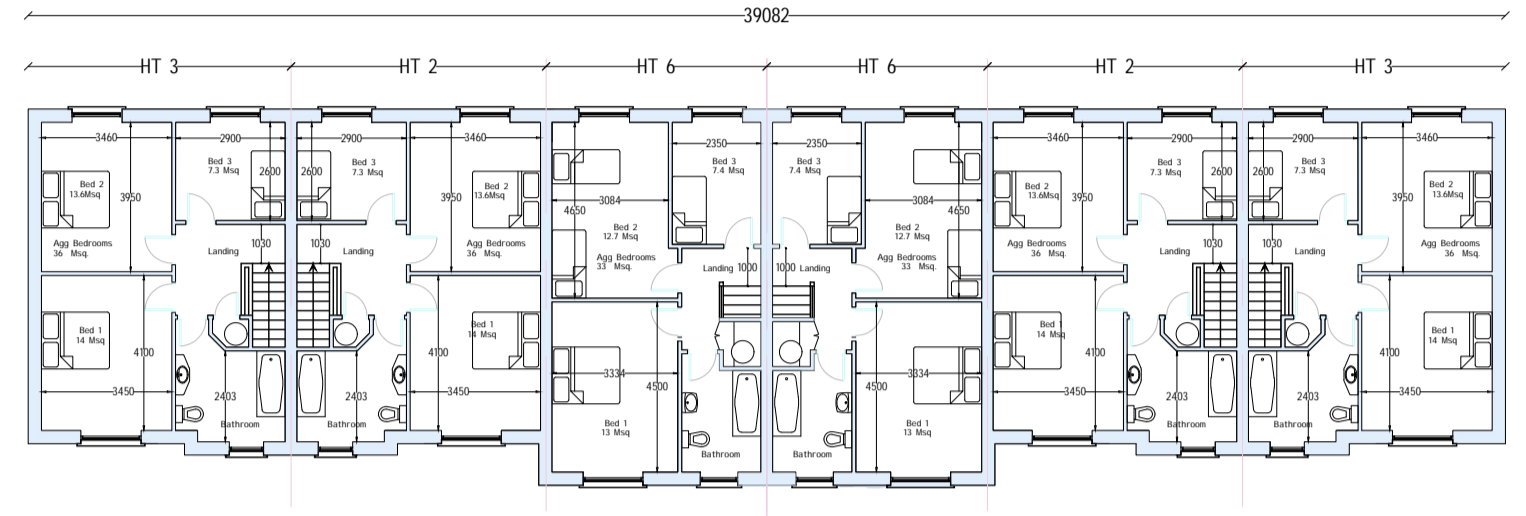 39082
HT 3
HT 2
HT 6
HT 6
HT 2
HT 3
3460
2900
Bed 3
7.3 Msq
2600
Bed 2
13.6Msq
3950
Agg Bedrooms
36 Msq.
Landing
1030
Bed 1
14 Msq
4100
3450
2403
Bathroom
2900
3460
Bed 3
7.3 Msq
2600
Bed 2
13.6Msq
3950
Agg Bedrooms
36 Msq
1030
Landing
Bed 1
14 Msq
4100
3450
2403
Bathroom
2350
Bed 3
7.4 Msq
3084
4650
Bed 2
12.7 Msq
Agg Bedrooms
33 Msq.
Landing
1000
3334
4500
Bed 1
13 Msq
Bathroom
2350
Bed 3
7.4 Msq
3084
4650
Bed 2
12.7 Msq
Agg Bedrooms
33 Msq
1000
Landing
3334
4500
Bed 1
13 Msq
Bathroom
3460
2900
Bed 3
7.3 Msq
2600
Bed 2
13.6Msq
3950
Agg Bedrooms
36 Msq.
Landing
1030
Bed 1
14 Msq
4100
3450
2403
Bathroom
2900
3460
Bed 3
7.3 Msq
2600
Bed 2
13.6Msq
3950
Agg Bedrooms
36 Msq
1030
Landing
Bed 1
14 Msq
4100
3450
2403
Bathroom